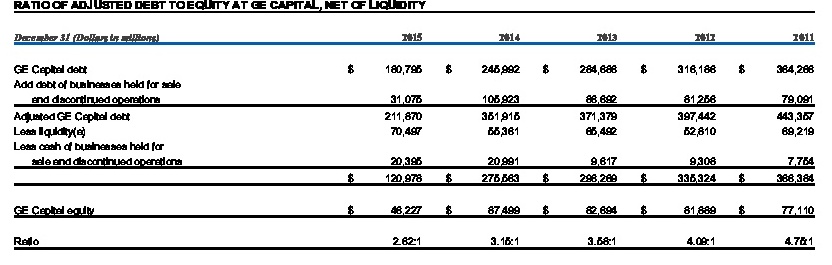 RATIO OF ADJUSTED DEBT TO EQUITY AT GE CAPITAL, NET OF LIQUIDITY
December 31 (Dollars in millions) 2015 2014 2013 2012 2011
GE Capital debt $ 180,795 $ 245,992 $ 284,686 $ 316,186 $ 364,266
Add debt of businesses held for sale
and discontinued operations 31,075 105,923 86,692 81,256 79,091
Adjusted GE Capital debt 211,870 351,915 371,379 397,442 443,357
Less liquidity(a) 70,497 55,361 65,492 52,810 69,219
Less cash of businesses held for
sale and discontinued operations 20,395 20,991 9,617 9,308 7,754
$ 120,978 $ 275,563 $ 296,269 $ 335,324 $ 366,384
GE Capital equity $ 46,227 $ 87,499 $ 82,694 $ 81,889 $ 77,110
Ratio 2.62:1 3.15:1 3.58:1 4.09:1 4.75:1